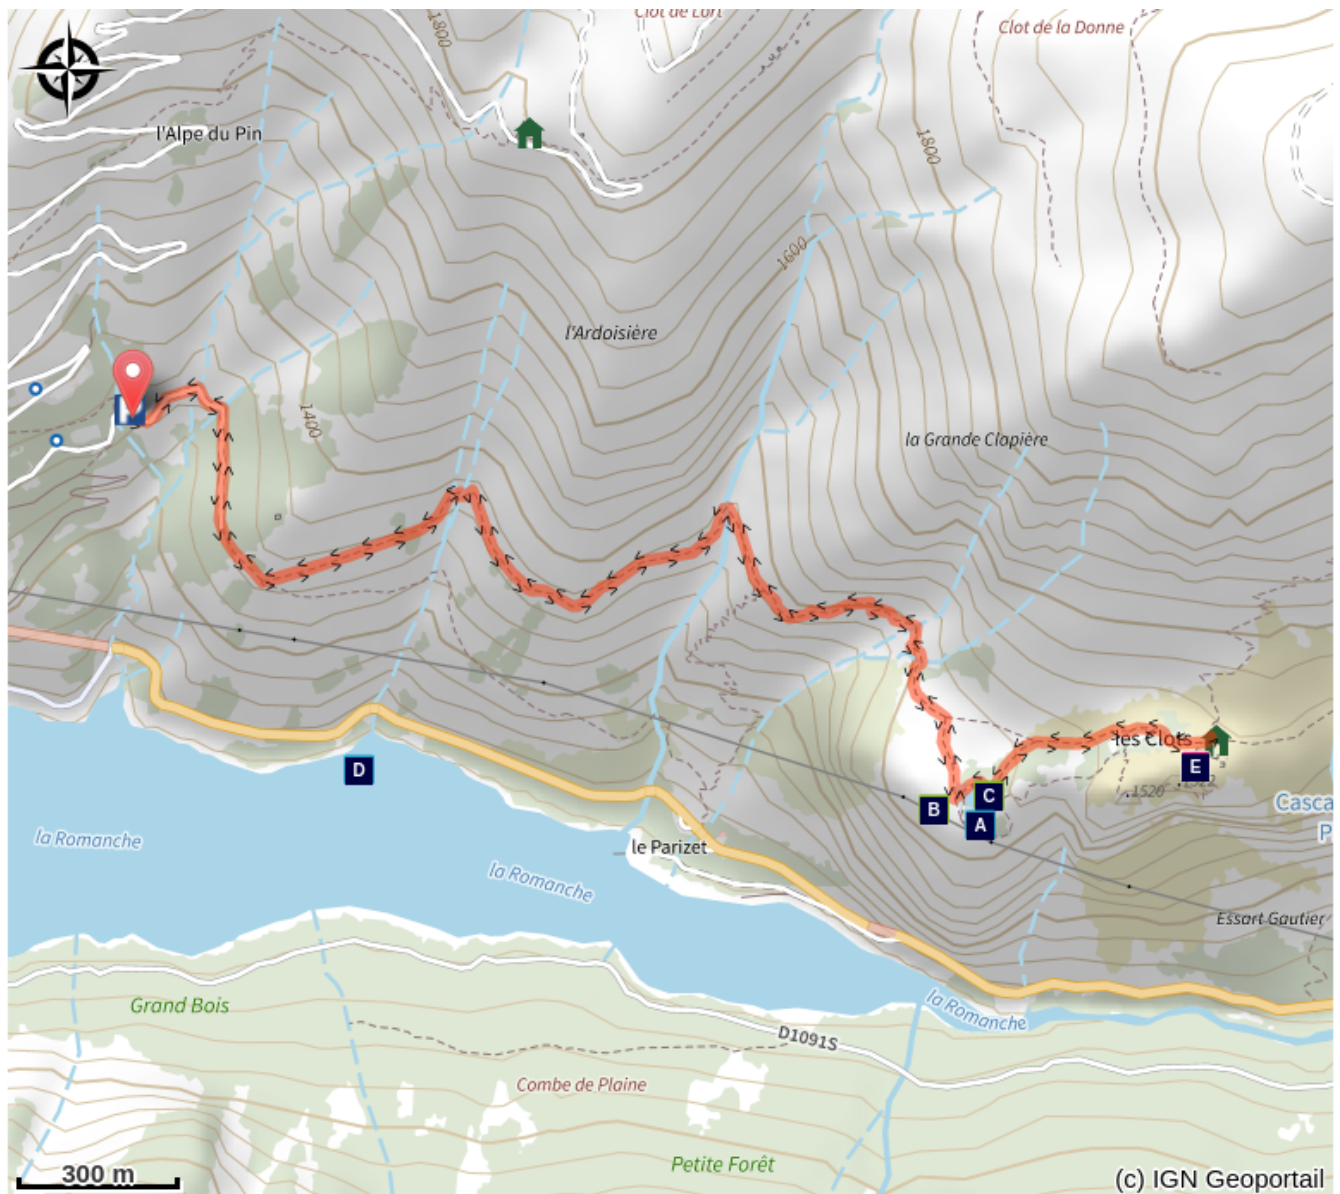 Clot de Lort
Clot de la Donne
1800
l'Alpe du Pin
1800
1600
l'Ardoisière
1400
la Grande Clapière
les Clots
E
1520
D
C
B
A
Casca
P
la Romanche
le Parizet
la Romanche
Essart Gautier
Grand Bois
la Romanche
D1091S
Combe de Plaine
Petite Forêt
300 m
(c) IGN Geoportail